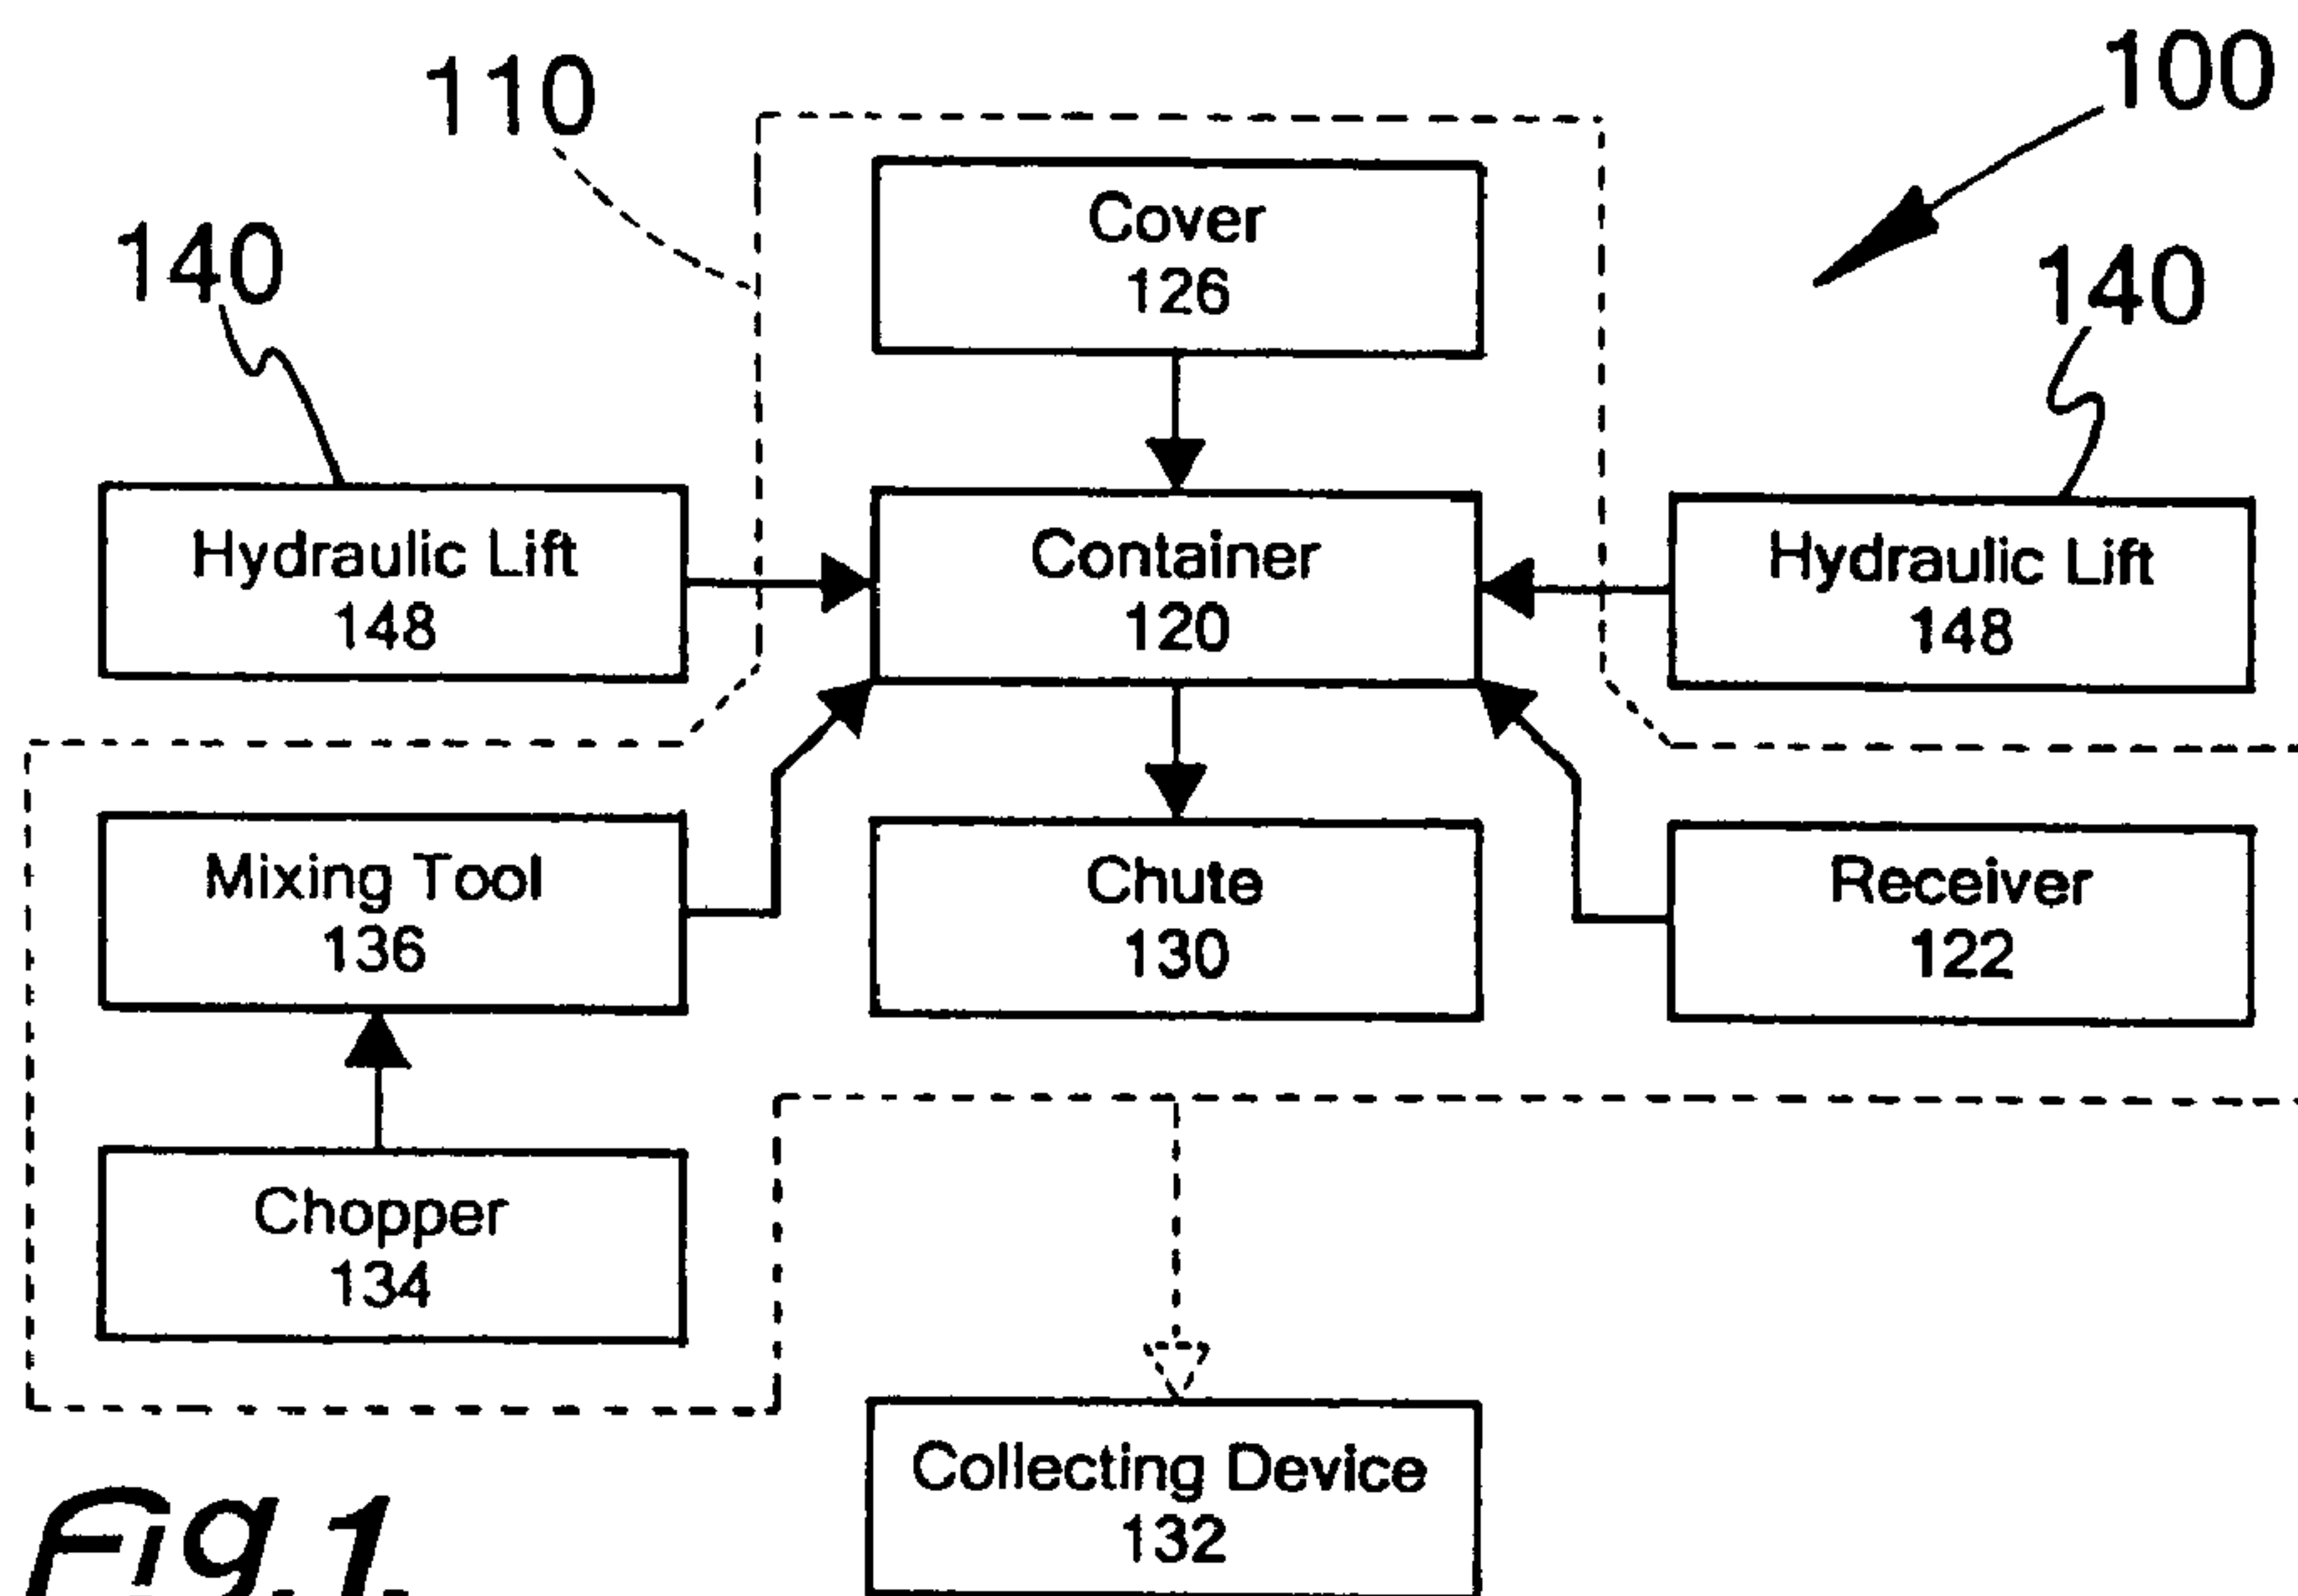 110
100
140
140
Cover
126
Hydraulic Lift
148
Container
120
Hydraulic Lift
148
Mixing Tool
136
Chute
130
Receiver
122
Chopper
134
Collecting Device
132
Fig.1.